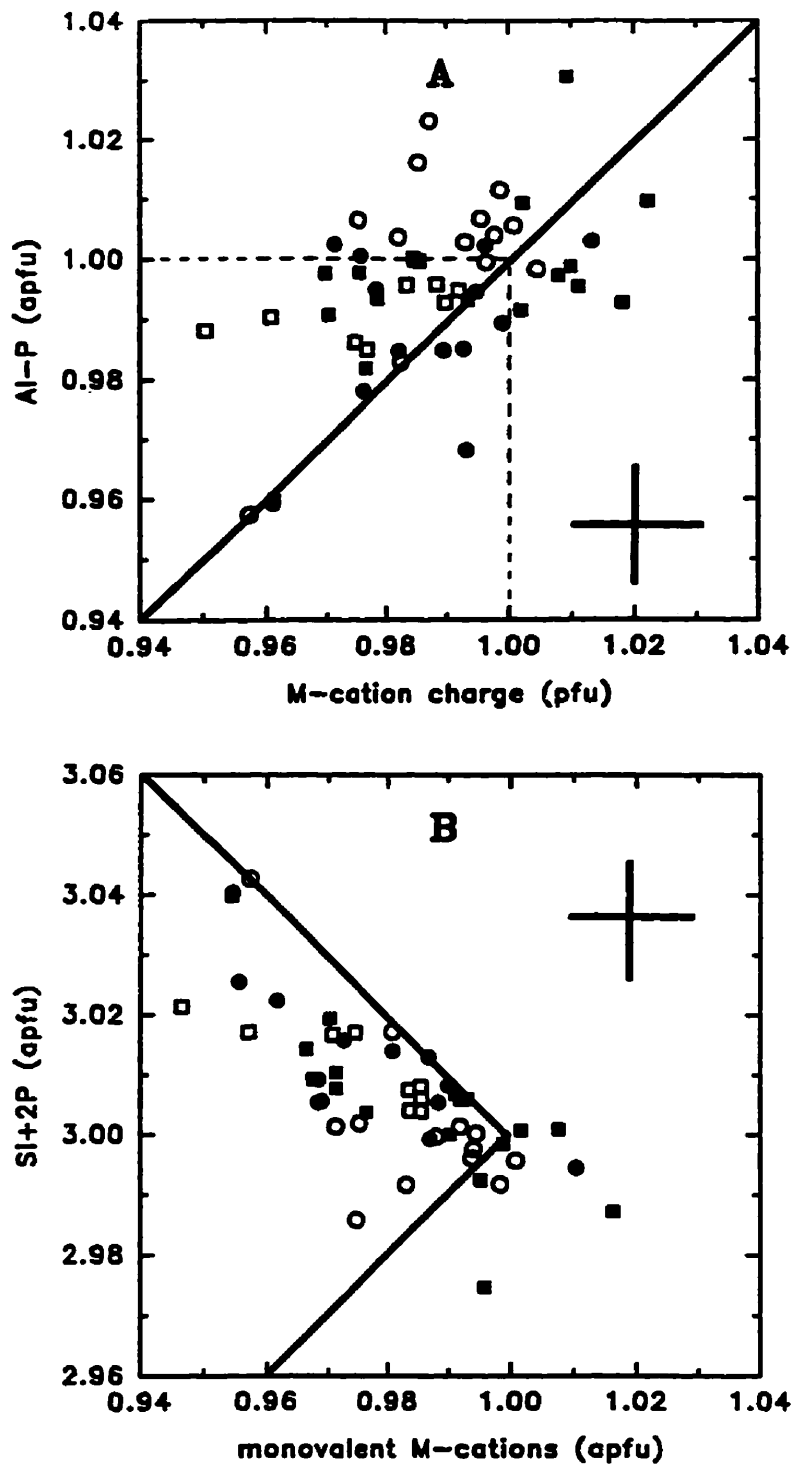 A
1.04
1.02
1.00
0.98
0.96
0.94
Al-P (apfu)
0.94 0.96 0.98 1.00 1.02 1.04
M-cation charge (pfu)
B
3.06
3.04
3.02
3.00
2.98
2.96
Si+2P (apfu)
0.94 0.96 0.98 1.00 1.02 1.04
monovalent M-cations (apfu)